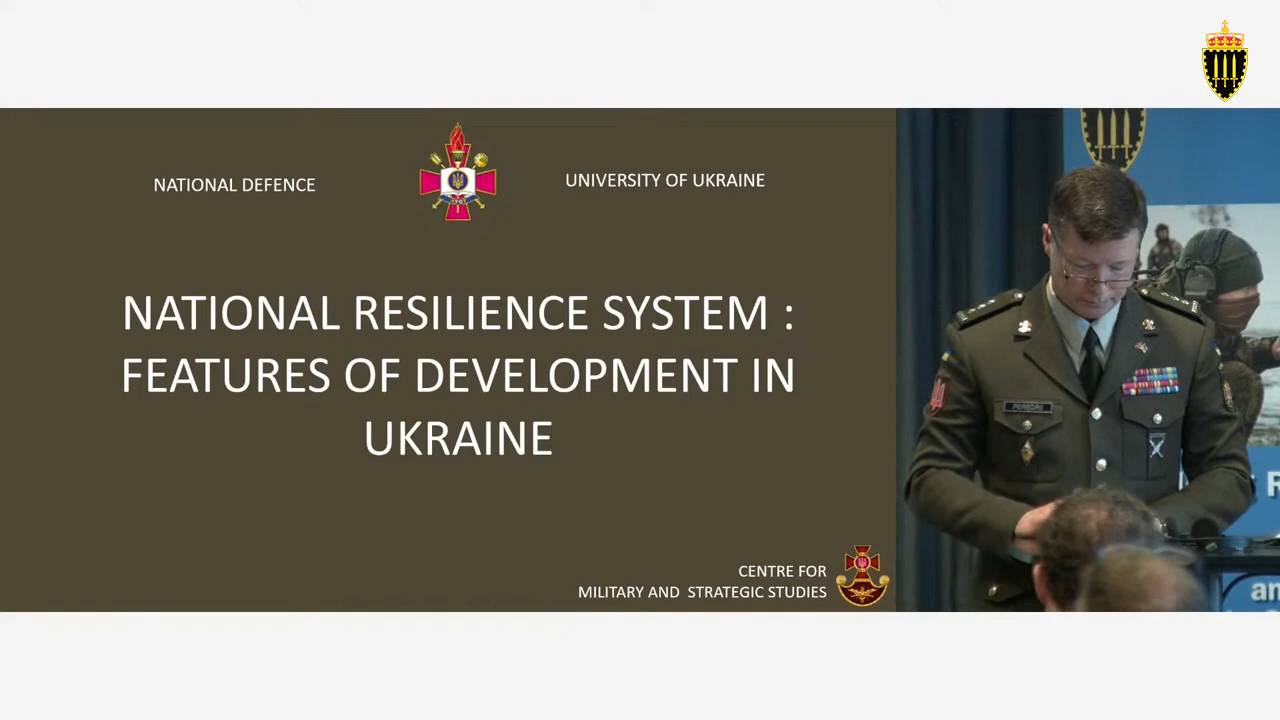 NATIONAL DEFENCE
UNIVERSITY OF UKRAINE
NATIONAL RESILIENCE SYSTEM :
FEATURES OF DEVELOPMENT IN
UKRAINE
CENTRE FOR
MILITARY AND STRATEGIC STUDIES
R
an